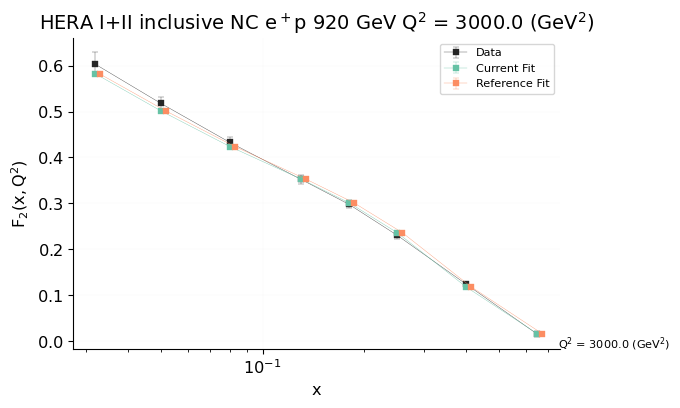 HERA I+II inclusive NC e⁺p 920 GeV Q² = 3000.0 (GeV²)
Data
Current Fit
Reference Fit
F₂(x, Q²)
0.6
0.5
0.4
0.3
0.2
0.1
0.0
Q² = 3000.0 (GeV²)
10⁻¹
x